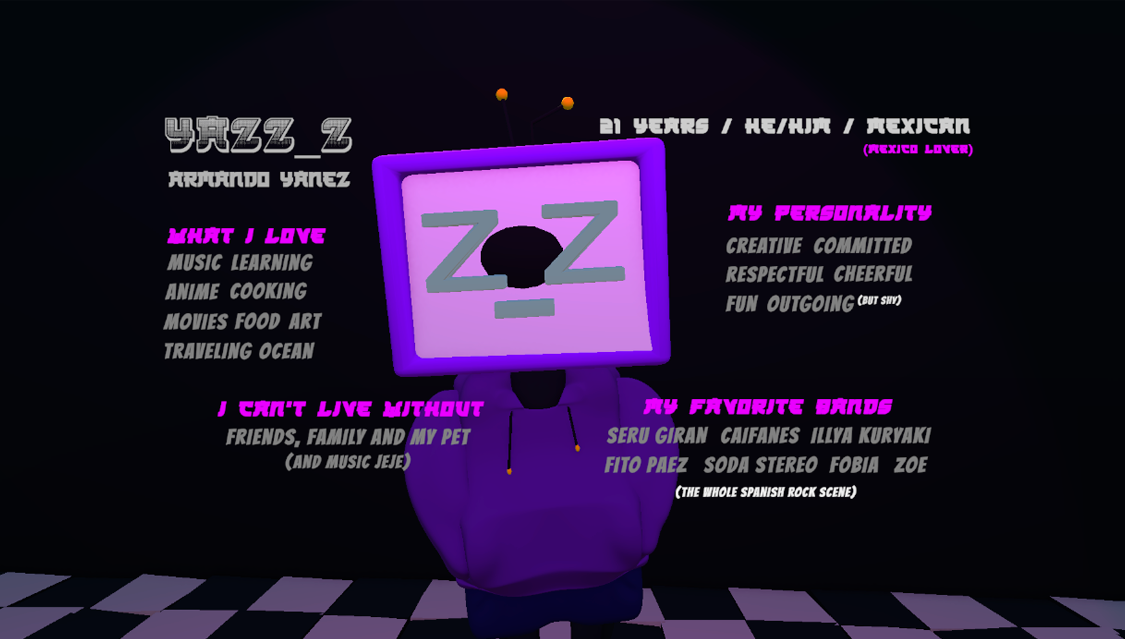 YAZZ_Z
ARMANDO YANEZ
21 YEARS / HE/HIM / MEXICAN
(MEXICO LOVER)
WHAT I LOVE
MUSIC LEARNING
ANIME COOKING
MOVIES FOOD ART
TRAVELING OCEAN
Z Z
MY PERSONALITY
CREATIVE COMMITTED
RESPECTFUL CHEERFUL
FUN OUTGOING (BUT SHY)
I CAN'T LIVE WITHOUT
FRIENDS, FAMILY AND MY PET
(AND MUSIC JEJE)
MY FAVORITE BANDS
SERU GIRAN CAIFANES ILLYA KURYAKI
FITO PAEZ SODA STEREO FOBIA ZOE
(THE WHOLE SPANISH ROCK SCENE)